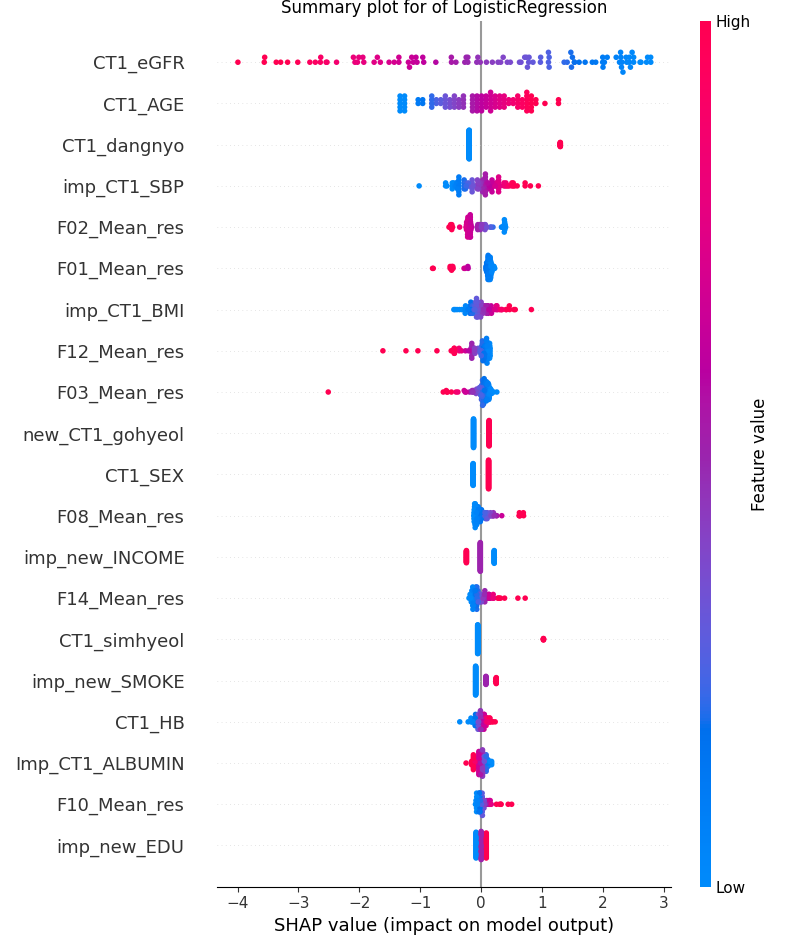 Summary plot for of LogisticRegression
High
CT1_eGFR
CT1_AGE
CT1_dangnyo
imp_CT1_SBP
F02_Mean_res
F01_Mean_res
imp_CT1_BMI
F12_Mean_res
F03_Mean_res
new_CT1_gohyeol
CT1_SEX
F08_Mean_res
imp_new_INCOME
F14_Mean_res
CT1_simhyeol
imp_new_SMOKE
CT1_HB
Imp_CT1_ALBUMIN
F10_Mean_res
imp_new_EDU
Feature value
Low
−4 −3 −2 −1 0 1 2 3
SHAP value (impact on model output)